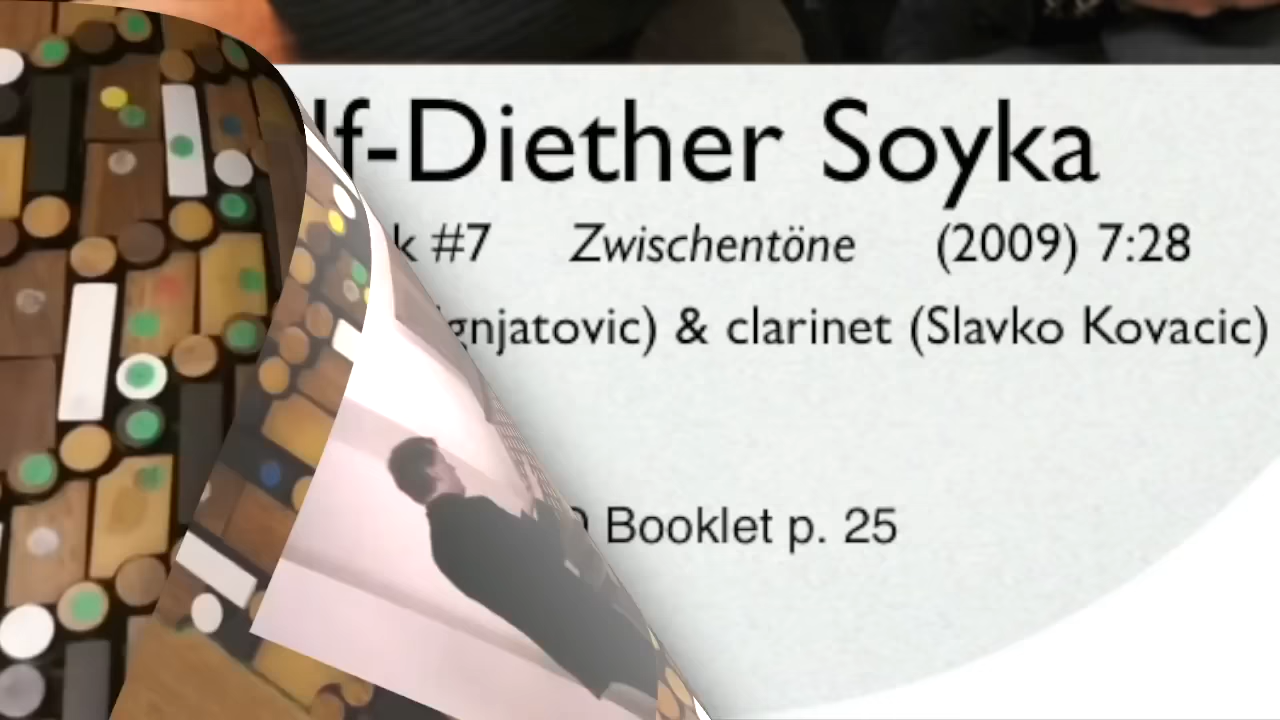 lf-Diether Soyka
k #7 Zwischentöne (2009) 7:28
gnjatovic) & clarinet (Slavko Kovacic)
Booklet p. 25